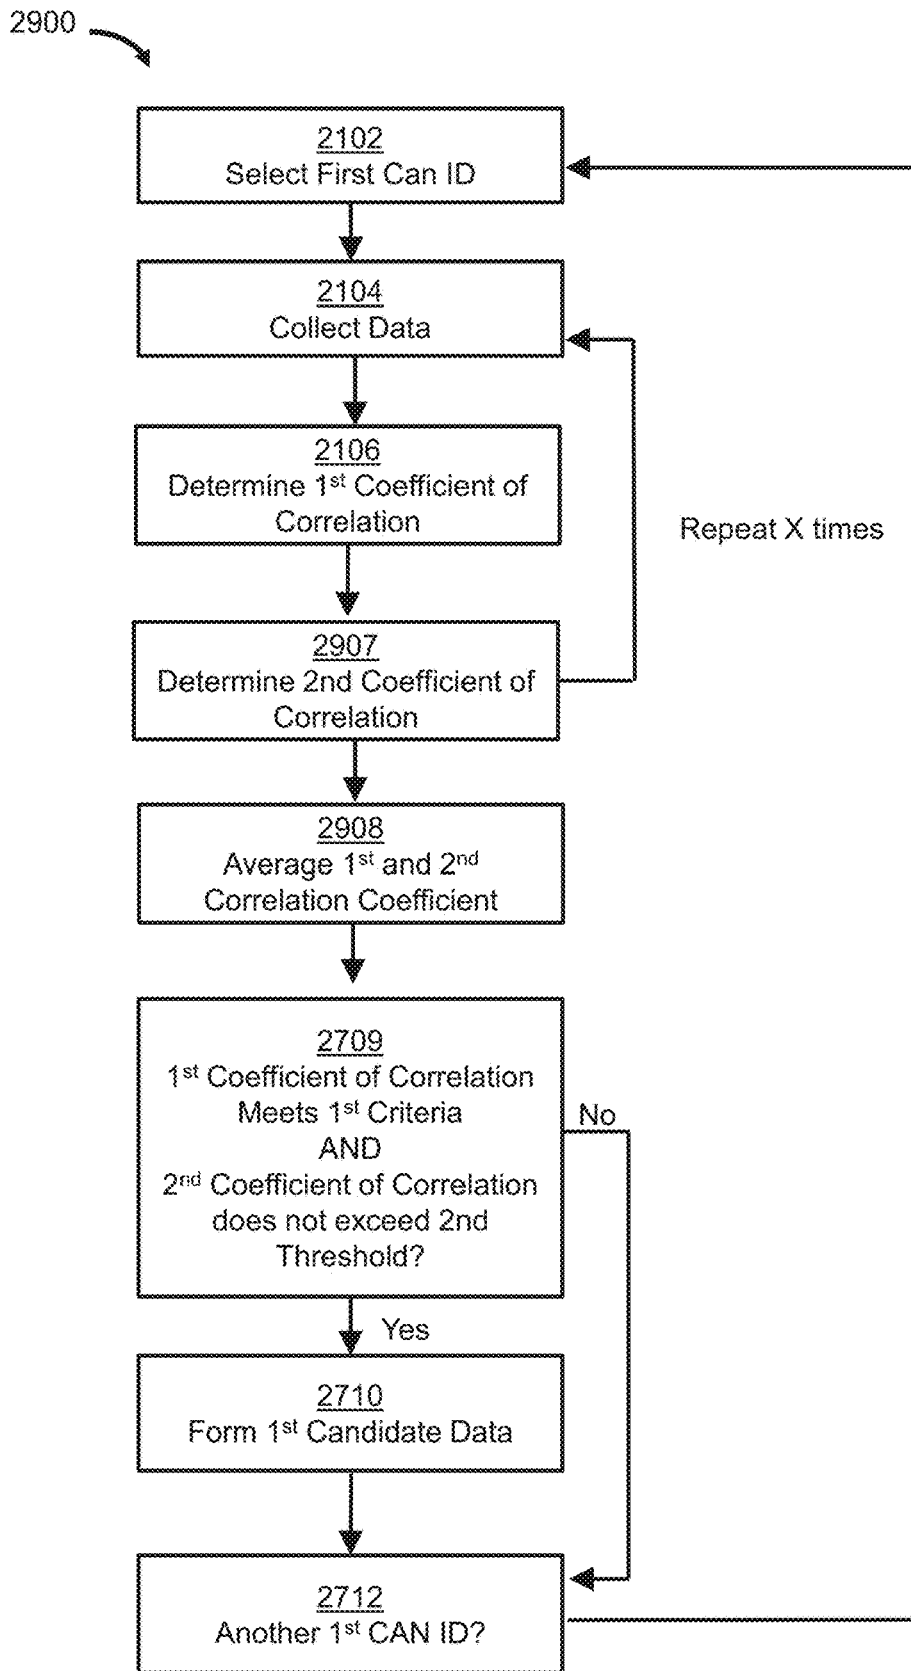 2900
2102
Select First Can ID
2104
Collect Data
2106
Determine 1st Coefficient of
Correlation
Repeat X times
2907
Determine 2nd Coefficient of
Correlation
2908
Average 1st and 2nd
Correlation Coefficient
2709
1st Coefficient of Correlation
Meets 1st Criteria
AND
2nd Coefficient of Correlation
does not exceed 2nd
Threshold?
No
Yes
2710
Form 1st Candidate Data
2712
Another 1st CAN ID?